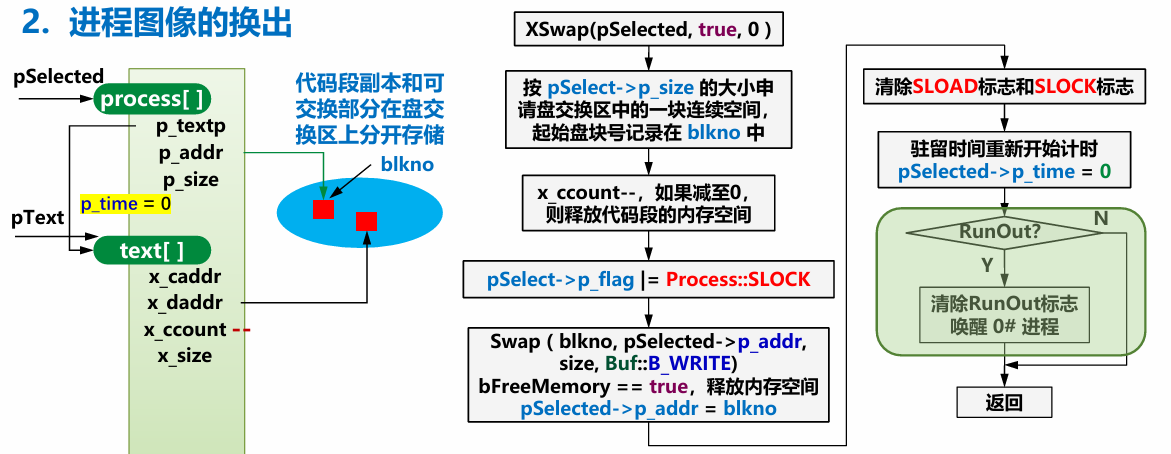 2. 进程图像的换出
pSelected
process[ ]
p_textp
p_addr
p_size
p_time = 0
pText
text[ ]
x_caddr
x_daddr
x_ccount --
x_size
代码段副本和可
交换部分在盘交
换区上分开存储
blkno
XSwap(pSelected, true, 0 )
按 pSelect->p_size 的大小申
请盘交换区中的一块连续空间，
起始盘块号记录在 blkno 中
x_ccount--，如果减至0，
则释放代码段的内存空间
pSelect->p_flag |= Process::SLOCK
Swap ( blkno, pSelected->p_addr,
size, Buf::B_WRITE)
bFreeMemory == true，释放内存空间
pSelected->p_addr = blkno
清除SLOAD标志和SLOCK标志
驻留时间重新开始计时
pSelected->p_time = 0
RunOut?
N
Y
清除RunOut标志
唤醒 0# 进程
返回